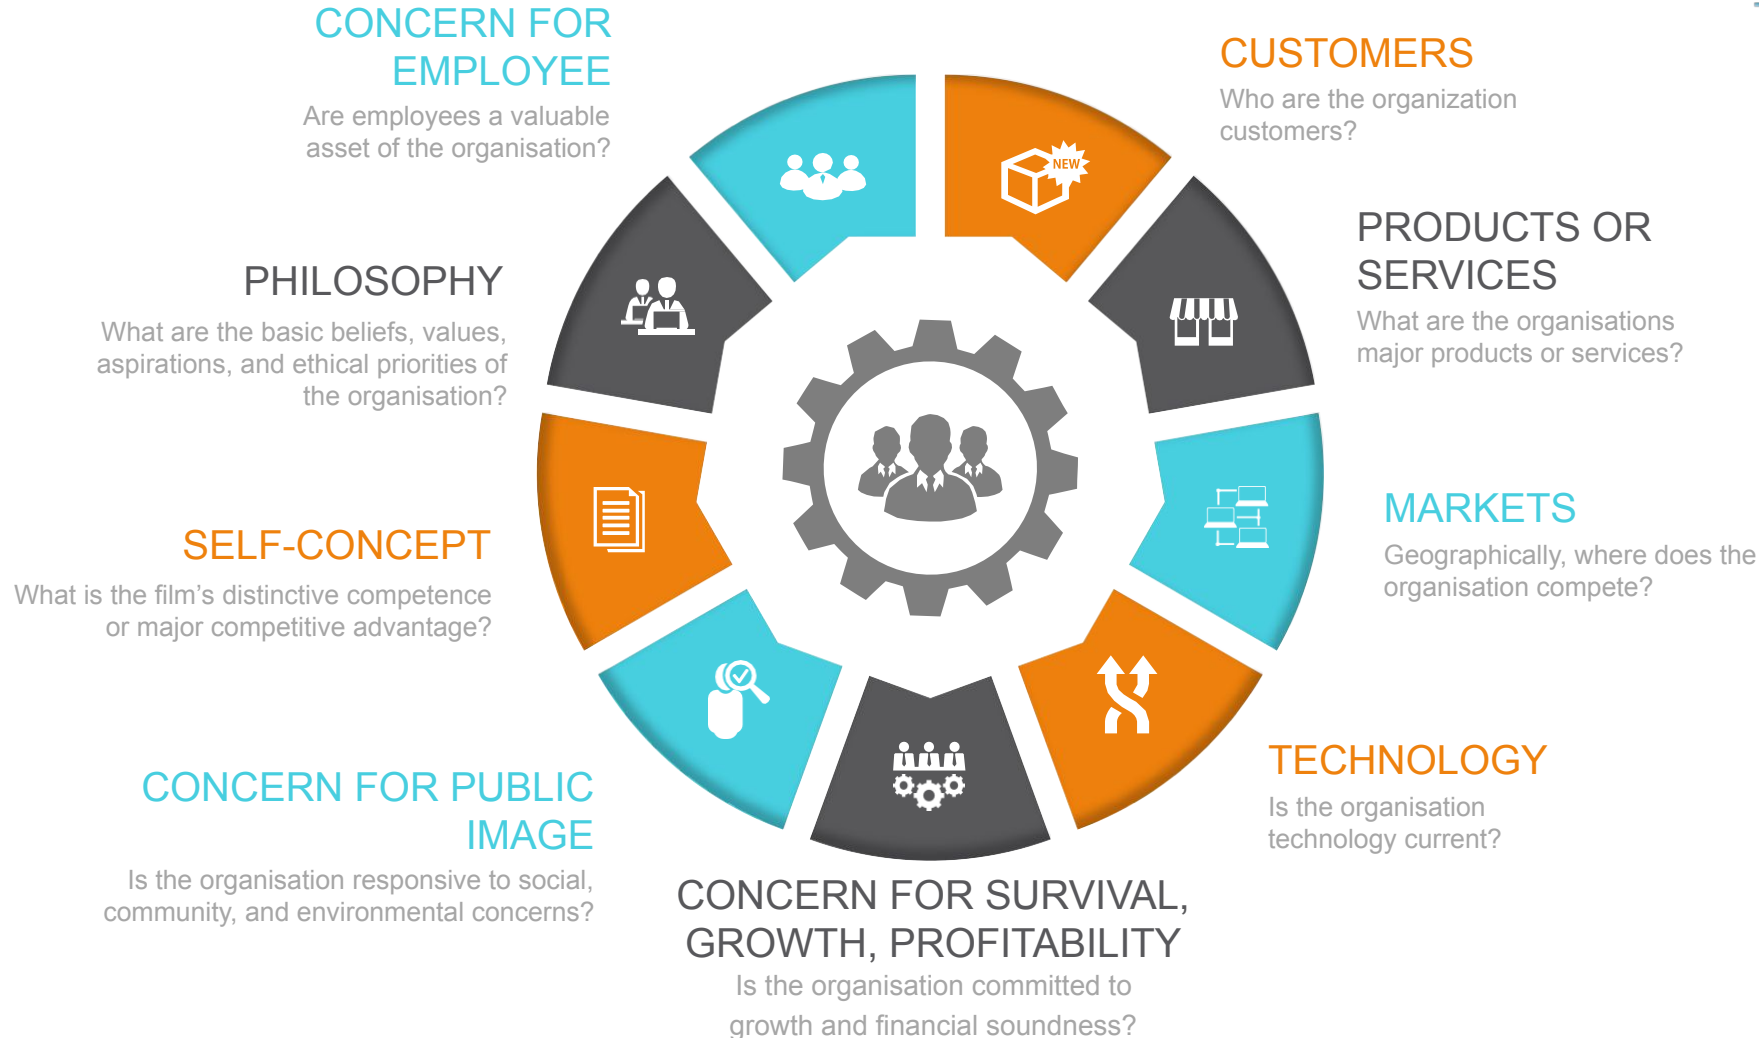 CONCERN FOR
EMPLOYEE
Are employees a valuable
asset of the organisation?
CUSTOMERS
Who are the organization
customers?
NEW
PRODUCTS OR
SERVICES
What are the organisations
major products or services?
PHILOSOPHY
What are the basic beliefs, values,
aspirations, and ethical priorities of
the organisation?
MARKETS
Geographically, where does the
organisation compete?
SELF-CONCEPT
What is the film’s distinctive competence
or major competitive advantage?
TECHNOLOGY
Is the organisation
technology current?
CONCERN FOR PUBLIC
IMAGE
Is the organisation responsive to social,
community, and environmental concerns?
CONCERN FOR SURVIVAL,
GROWTH, PROFITABILITY
Is the organisation committed to
growth and financial soundness?